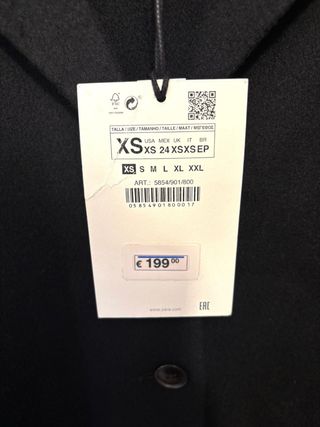 FSC
TALLA / SIZE / TAMANHO / TAILLE / MAAT / ΜΕΓΕΘΟΣ
XS
USA MEX UK IT BR
XS 24 XS XS EP
XS S M L XL XXL
ART.: 5854/901/800
05854901800017
€ 199 00
www.zara.com
EAC